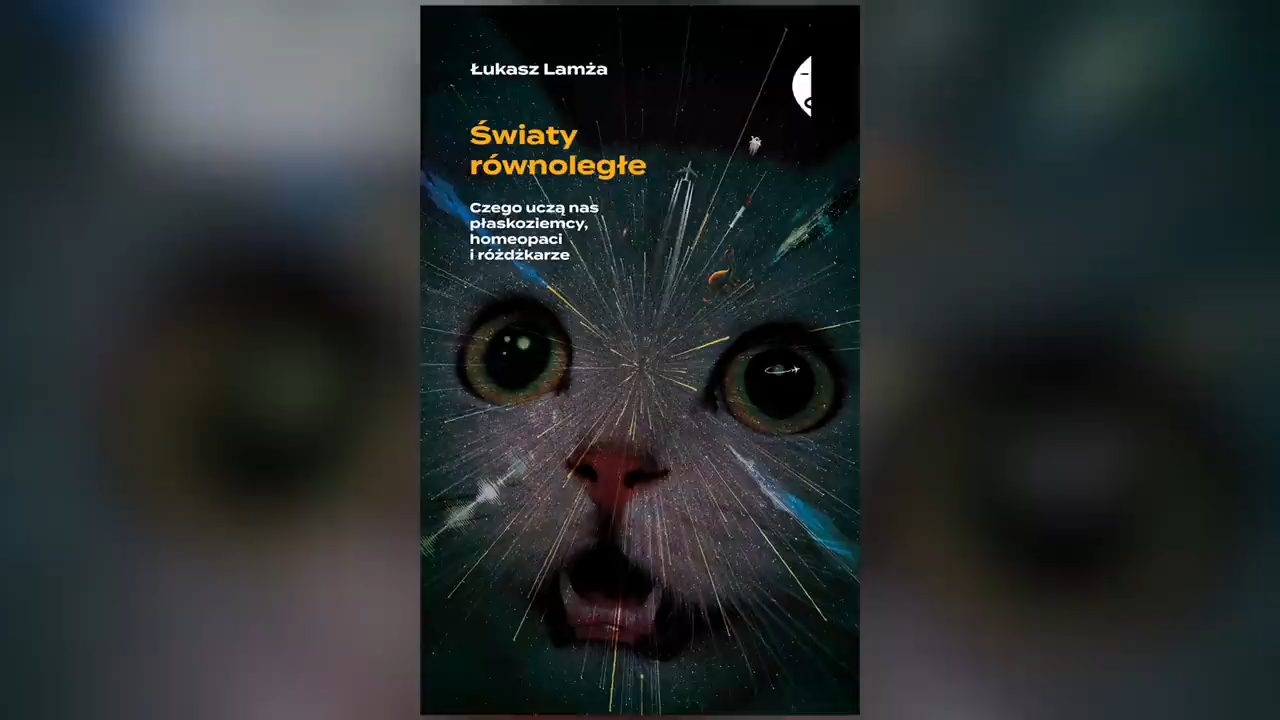 Łukasz Lamża
Światy
równoległe
Czego uczą nas
płaskoziemcy,
homeopaci
i różdżkarze